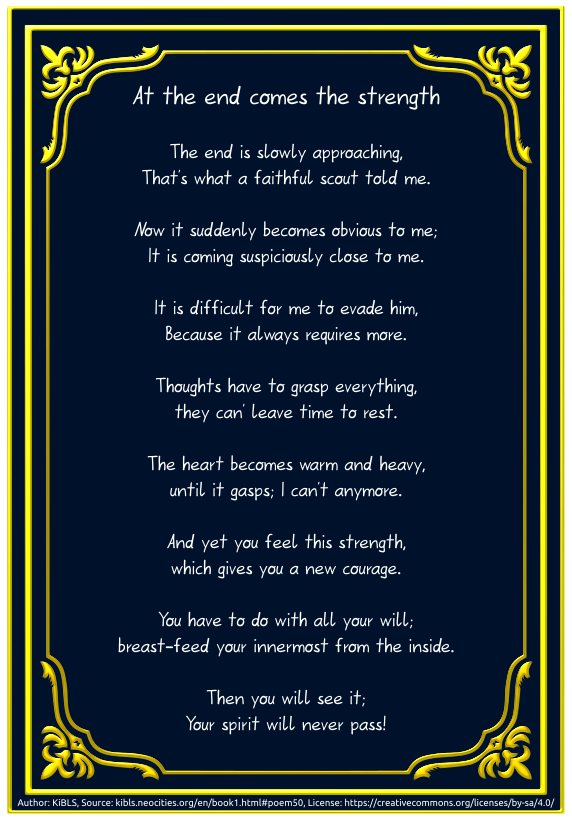 At the end comes the strength
The end is slowly approaching,
That's what a faithful scout told me.
Now it suddenly becomes obvious to me;
It is coming suspiciously close to me.
It is difficult for me to evade him,
Because it always requires more.
Thoughts have to grasp everything,
they can' leave time to rest.
The heart becomes warm and heavy,
until it gasps; I can't anymore.
And yet you feel this strength,
which gives you a new courage.
You have to do with all your will;
breast-feed your innermost from the inside.
Then you will see it;
Your spirit will never pass!
Author: KiBLS, Source: kibls.neocities.org/en/book1.html#poem50, License: https://creativecommons.org/licenses/by-sa/4.0/